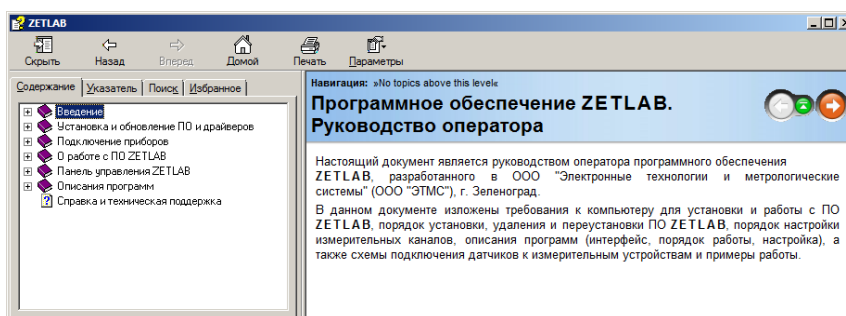 ZETLAB
Скрыть Назад Вперед Домой Печать Параметры
Содержание Указатель Поиск Избранное
Введение
Установка и обновление ПО и драйверов
Подключение приборов
О работе с ПО ZETLAB
Панель управления ZETLAB
Описания программ
Справка и техническая поддержка
Навигация: »No topics above this level«
Программное обеспечение ZETLAB.
Руководство оператора
Настоящий документ является руководством оператора программного обеспечения
ZETLAB, разработанного в ООО "Электронные технологии и метрологические
системы" (ООО "ЭТМС"), г. Зеленоград.
В данном документе изложены требования к компьютеру для установки и работы с ПО
ZETLAB, порядок установки, удаления и переустановки ПО ZETLAB, порядок настройки
измерительных каналов, описания программ (интерфейс, порядок работы, настройка), а
также схемы подключения датчиков к измерительным устройствам и примеры работы.